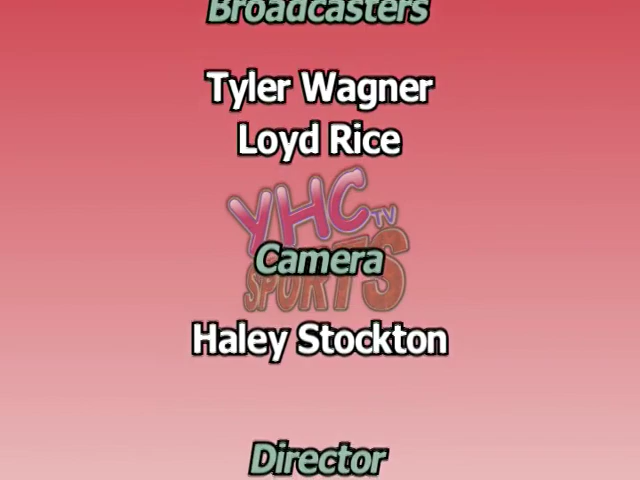 Broadcasters
Tyler Wagner
Loyd Rice
YHC TV
Camera
SPORTS
Haley Stockton
Director